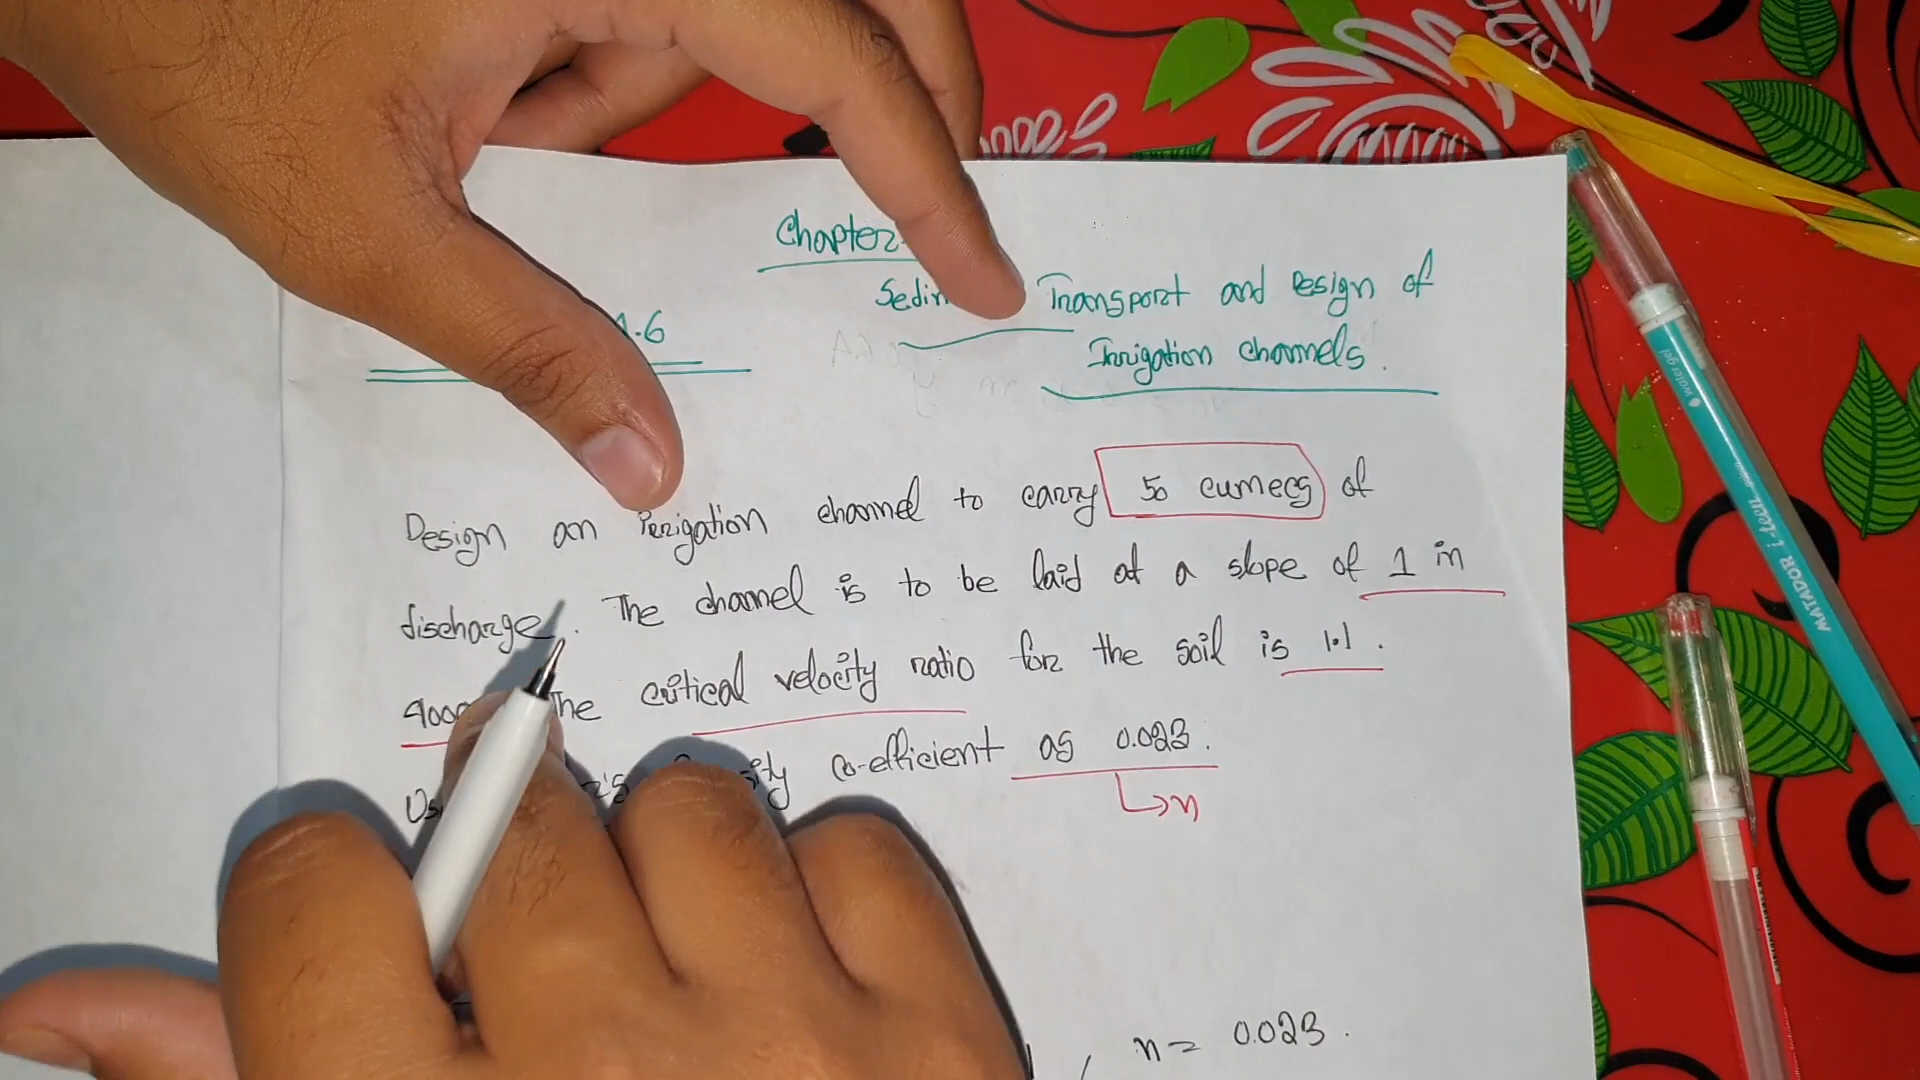 Chapter
Transport and Design of
Irrigation channels.
.6
Design an irrigation channel to carry 50 cumecs of
discharge. The channel is to be laid at a slope of 1 in
4000 The critical velocity ratio for the soil is 1.1.
co-efficient as 0.023.
n
n = 0.023.
MATADOR i-teen
water gel